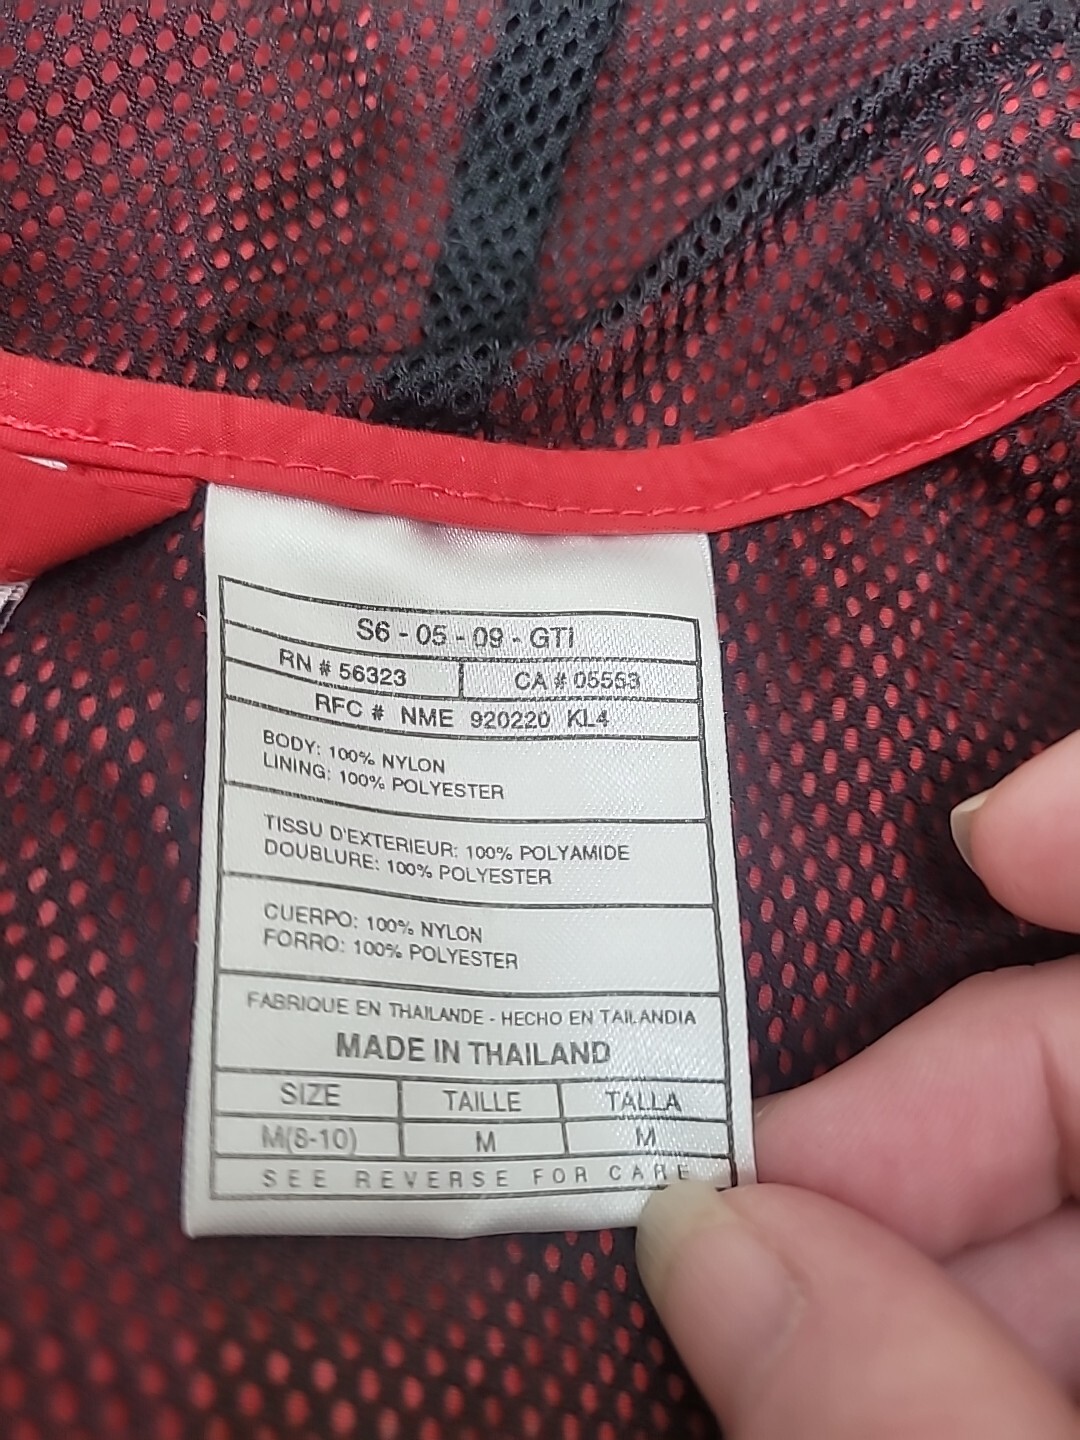 S6 - 05 - 09 - GTI
RN # 56323 CA # 05553
RFC # NME 920220 KL4
BODY: 100% NYLON
LINING: 100% POLYESTER
TISSU D'EXTERIEUR: 100% POLYAMIDE
DOUBLURE: 100% POLYESTER
CUERPO: 100% NYLON
FORRO: 100% POLYESTER
FABRIQUE EN THAILANDE - HECHO EN TAILANDIA
MADE IN THAILAND
SIZE TAILLE TALLA
M(8-10) M M
SEE REVERSE FOR CARE